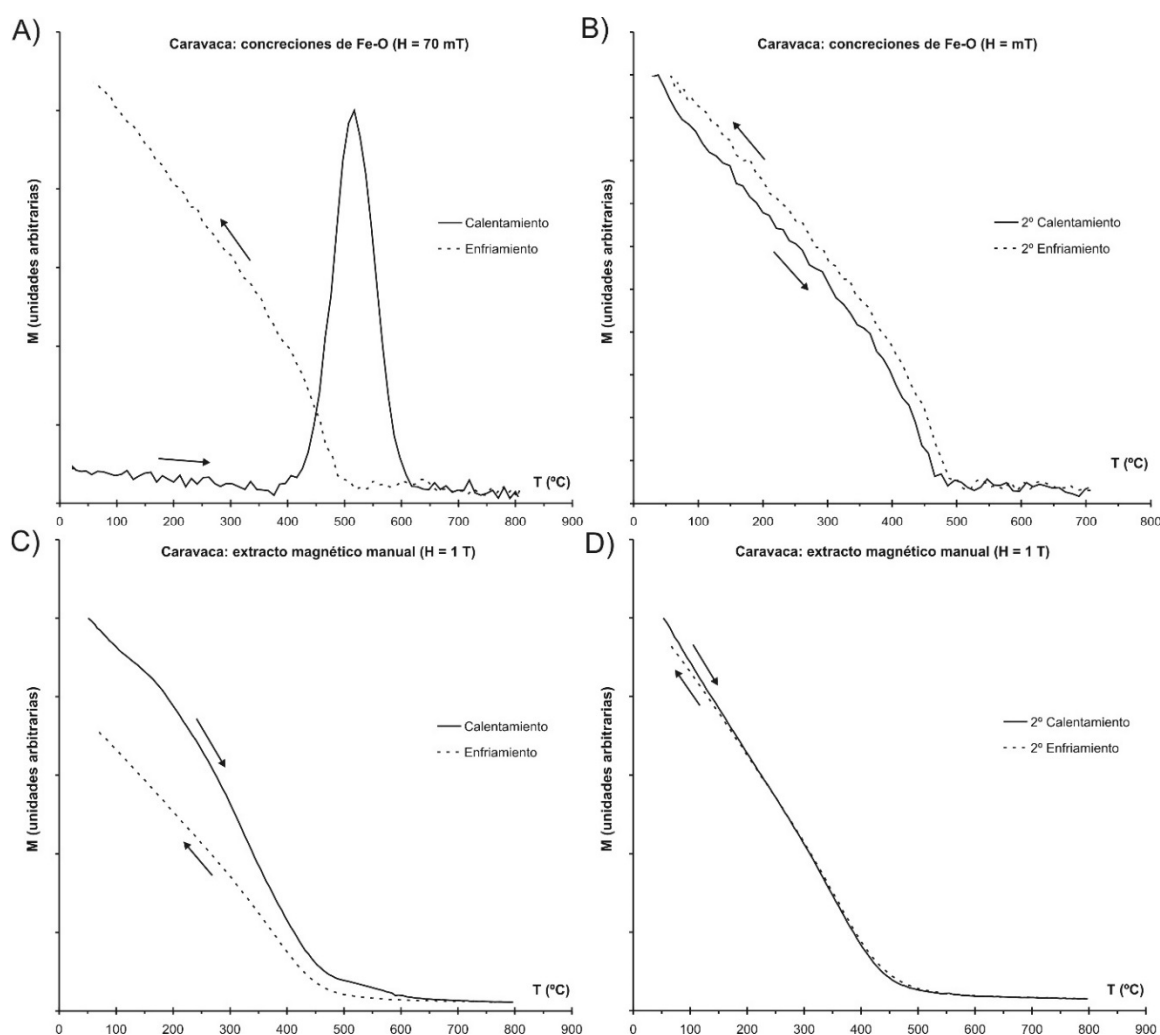 A)
Caravaca: concreciones de Fe-O (H = 70 mT)
M (unidades arbitrarias)
Calentamiento
Enfriamiento
T (ºC)
0 100 200 300 400 500 600 700 800 900
B)
Caravaca: concreciones de Fe-O (H = mT)
M (unidades arbitrarias)
2º Calentamiento
2º Enfriamiento
T (ºC)
0 100 200 300 400 500 600 700 800
C)
Caravaca: extracto magnético manual (H = 1 T)
M (unidades arbitrarias)
Calentamiento
Enfriamiento
T (ºC)
0 100 200 300 400 500 600 700 800 900
D)
Caravaca: extracto magnético manual (H = 1 T)
M (unidades arbitrarias)
2º Calentamiento
2º Enfriamiento
T (ºC)
0 100 200 300 400 500 600 700 800 900